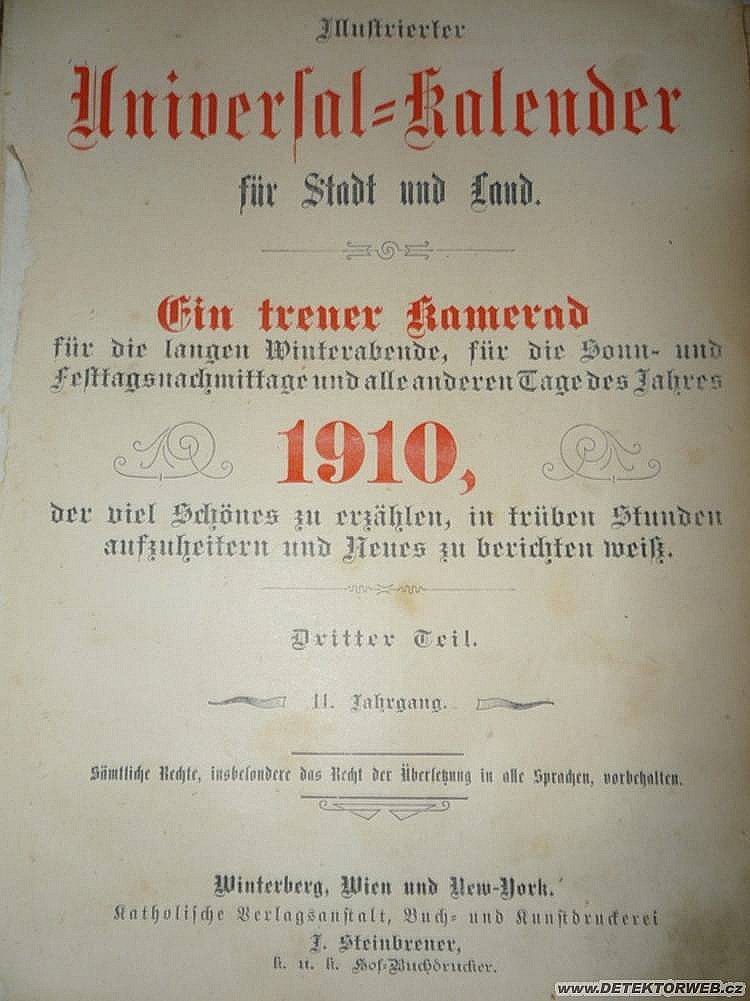 Illustrierter
Universal-Kalender
für Stadt und Land.
Ein treuer Kamerad
für die langen Winterabende, für die Sonn- und
Festtagsnachmittage und alle anderen Tage des Jahres
1910,
der viel Schönes zu erzählen, in trüben Stunden
aufzuheitern und Neues zu berichten weiß.
Dritter Teil.
11. Jahrgang.
Sämtliche Rechte, insbesondere das Recht der Übersetzung in alle Sprachen, vorbehalten.
Winterberg, Wien und New-York.
Katholische Verlagsanstalt, Buch- und Kunstdruckerei
J. Steinbrener,
k. u. k. Hof-Buchdrucker.
www.DETEKTORWEB.cz